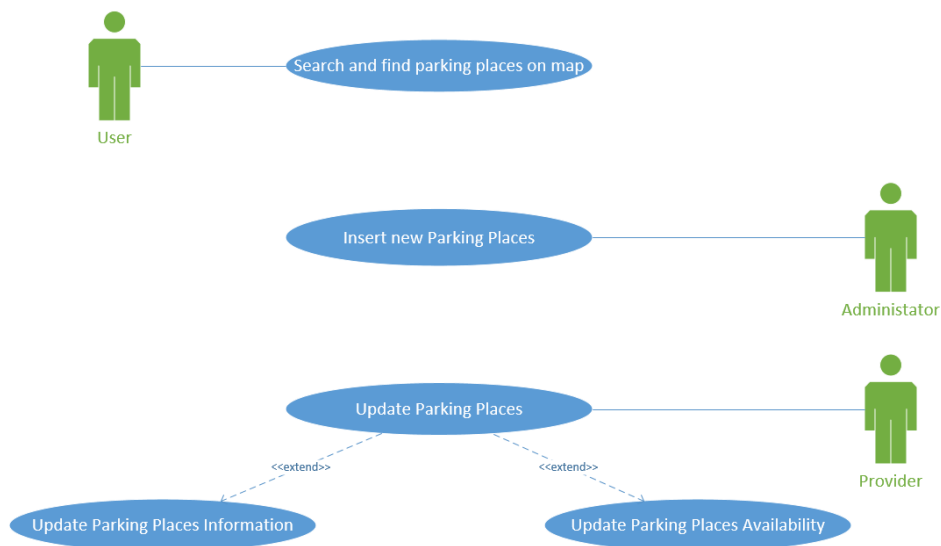 Search and find parking places on map
User
Insert new Parking Places
Administator
Update Parking Places
<<extend>>
<<extend>>
Provider
Update Parking Places Information
Update Parking Places Availability